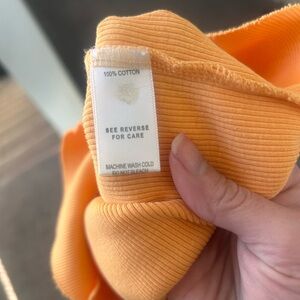 100% COTTON
SEE REVERSE
FOR CARE
MACHINE WASH COLD
DO NOT BLEACH